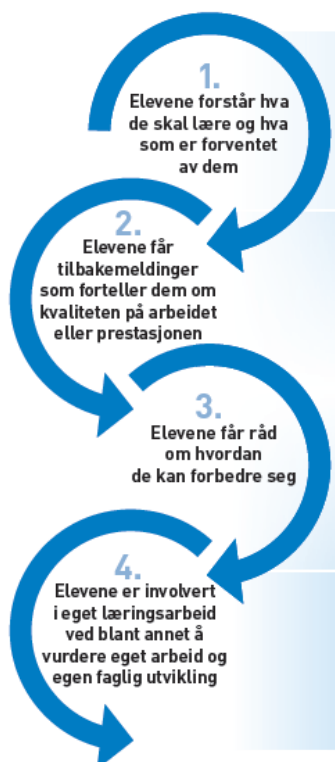 1.
Elevene forstår hva
de skal lære og hva
som er forventet
av dem
2.
Elevene får
tilbakemeldinger
som forteller dem om
kvaliteten på arbeidet
eller prestasjonen
3.
Elevene får råd
om hvordan
de kan forbedre seg
4.
Elevene er involvert
i eget læringsarbeid
ved blant annet å
vurdere eget arbeid og
egen faglig utvikling